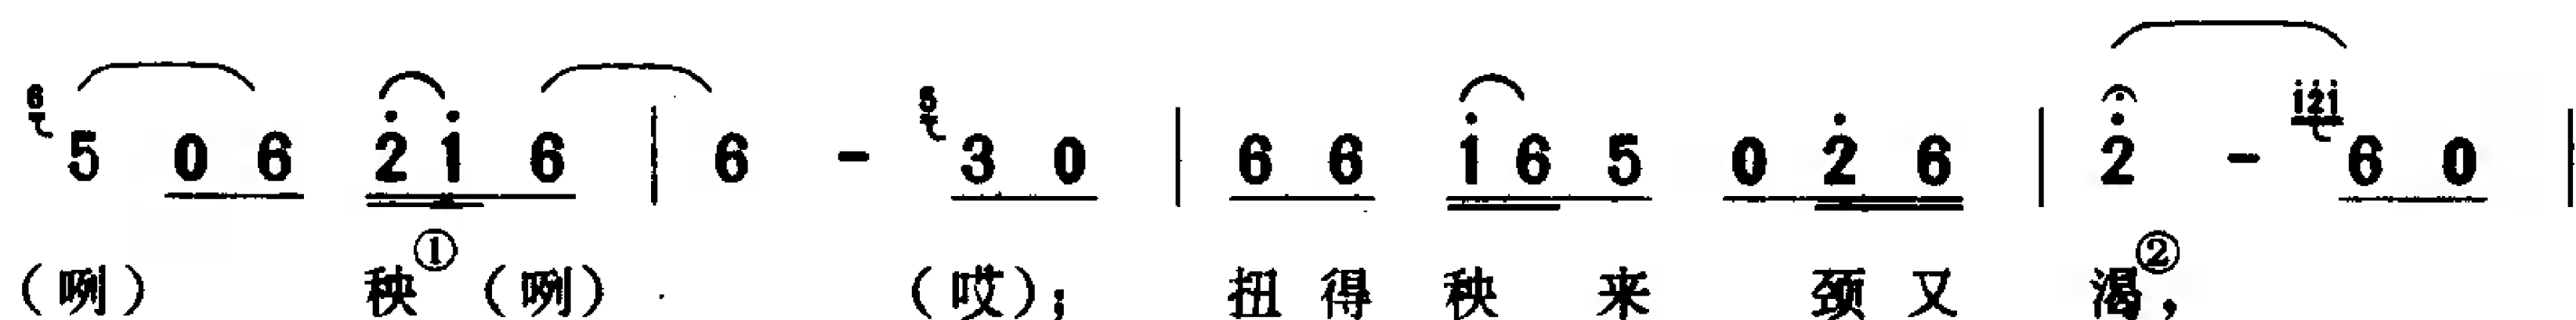 6 5 0 6 2̇ 1̇ 6 | 6 - 5 3 0 | 6 6 1̇ 6 5 0 2̇ 6 | 2̇ - i̇2̇i̇ 6 0 |
（咧） 秧①（咧） （哎）；扭得秧来 颈又渴②，